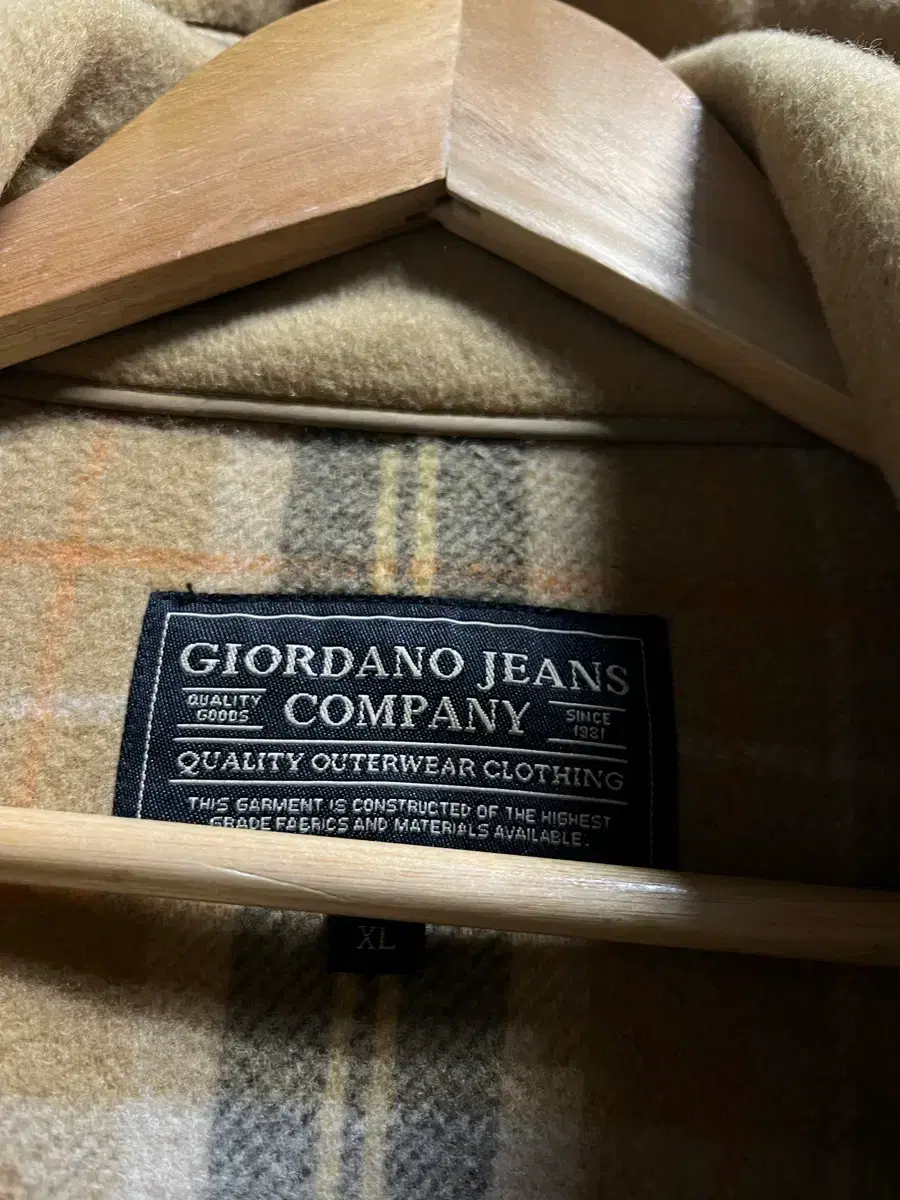 GIORDANO JEANS
COMPANY
QUALITY
GOODS
SINCE
1981
QUALITY OUTERWEAR CLOTHING
THIS GARMENT IS CONSTRUCTED OF THE HIGHEST
GRADE FABRICS AND MATERIALS AVAILABLE.
XL